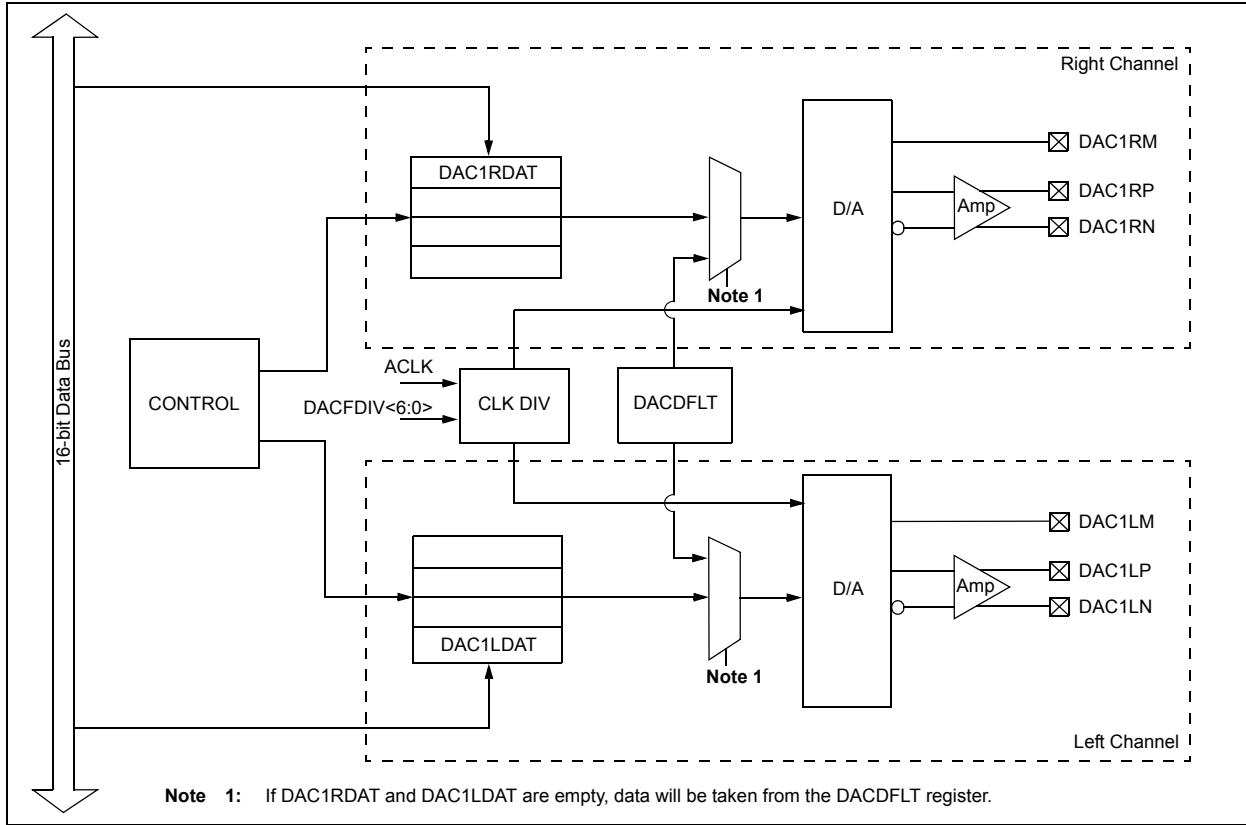 Right Channel
DAC1RDAT
D/A
DAC1RM
Amp
DAC1RP
DAC1RN
Note 1
16-bit Data Bus
CONTROL
ACLK
DACFDIV<6:0>
CLK DIV
DACDFLT
D/A
DAC1LM
Amp
DAC1LP
DAC1LN
DAC1LDAT
Note 1
Left Channel
Note 1: If DAC1RDAT and DAC1LDAT are empty, data will be taken from the DACDFLT register.